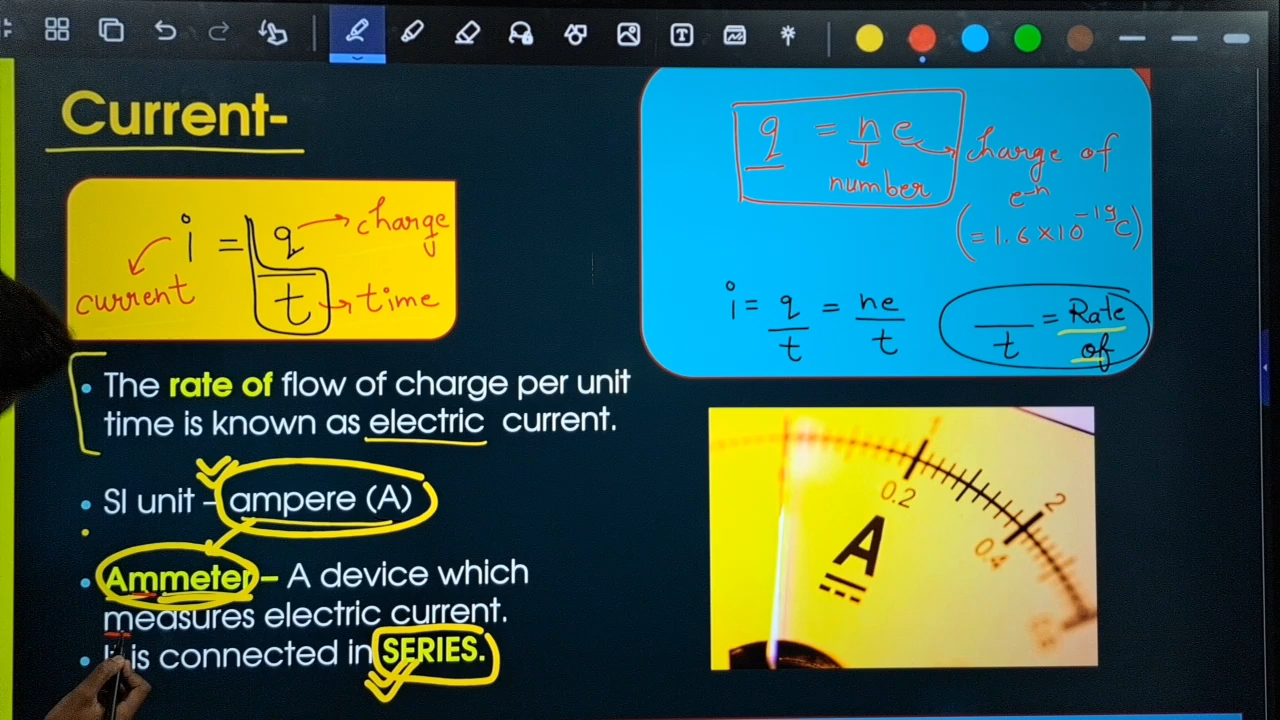 Current-
i = q → charge
current
t → time
• The rate of flow of charge per unit
time is known as electric current.
• SI unit – ampere (A)
• Ammeter – A device which
measures electric current.
• It is connected in SERIES.
q = n e → charge of
number
e-n
(= 1.6 × 10⁻¹⁹ C)
i = q/t = ne/t
/t = Rate
of
A
1
0.2
2
0.4